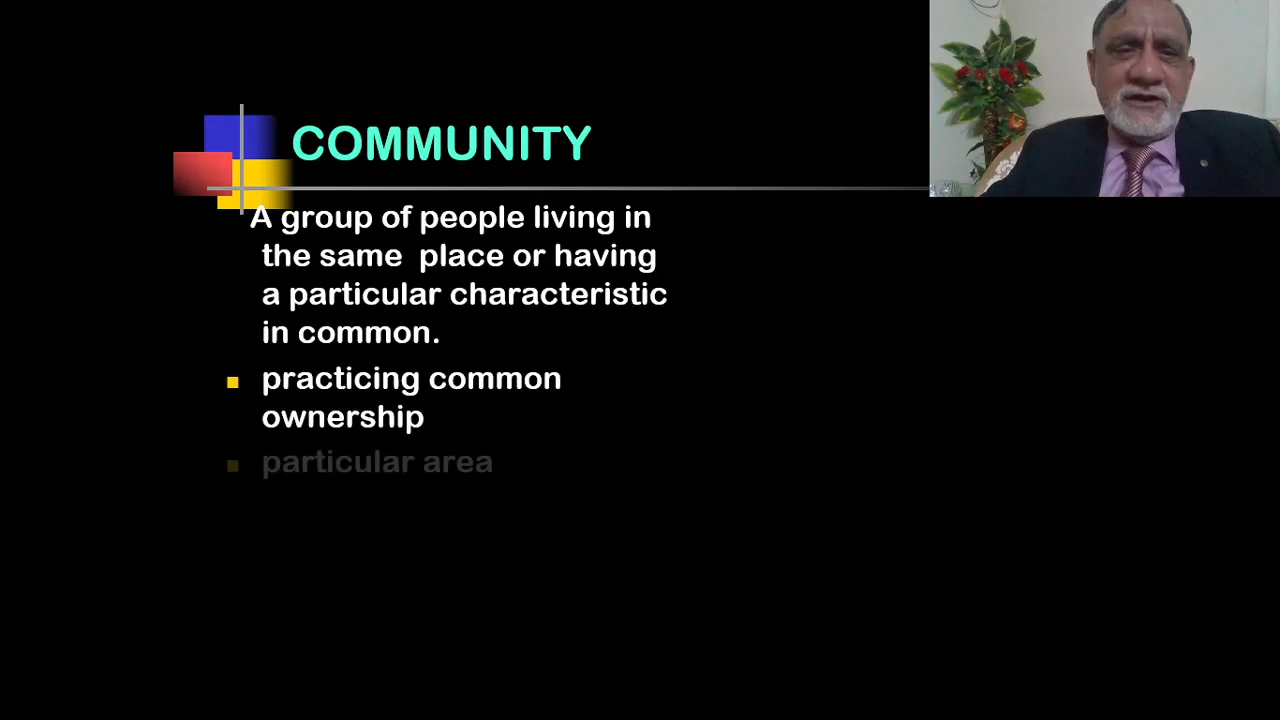 COMMUNITY
A group of people living in
the same place or having
a particular characteristic
in common.
practicing common
ownership
particular area